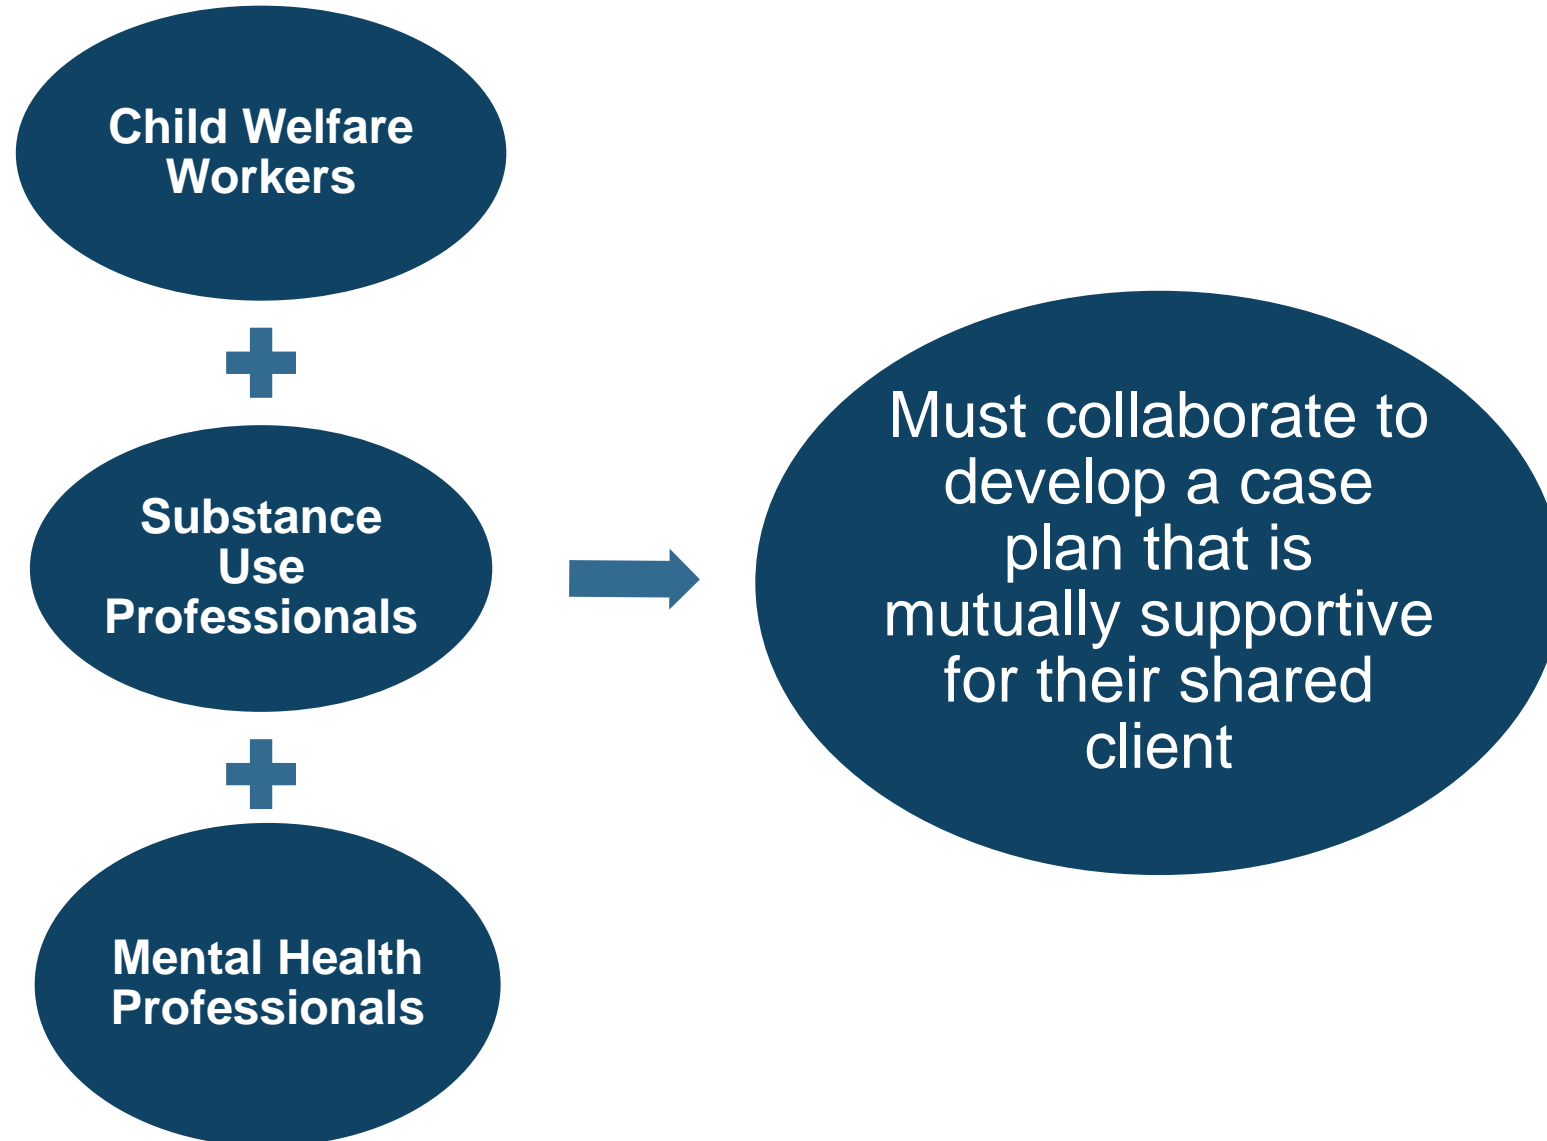 Child Welfare
Workers
Substance
Use
Professionals
Mental Health
Professionals
Must collaborate to
develop a case
plan that is
mutually supportive
for their shared
client